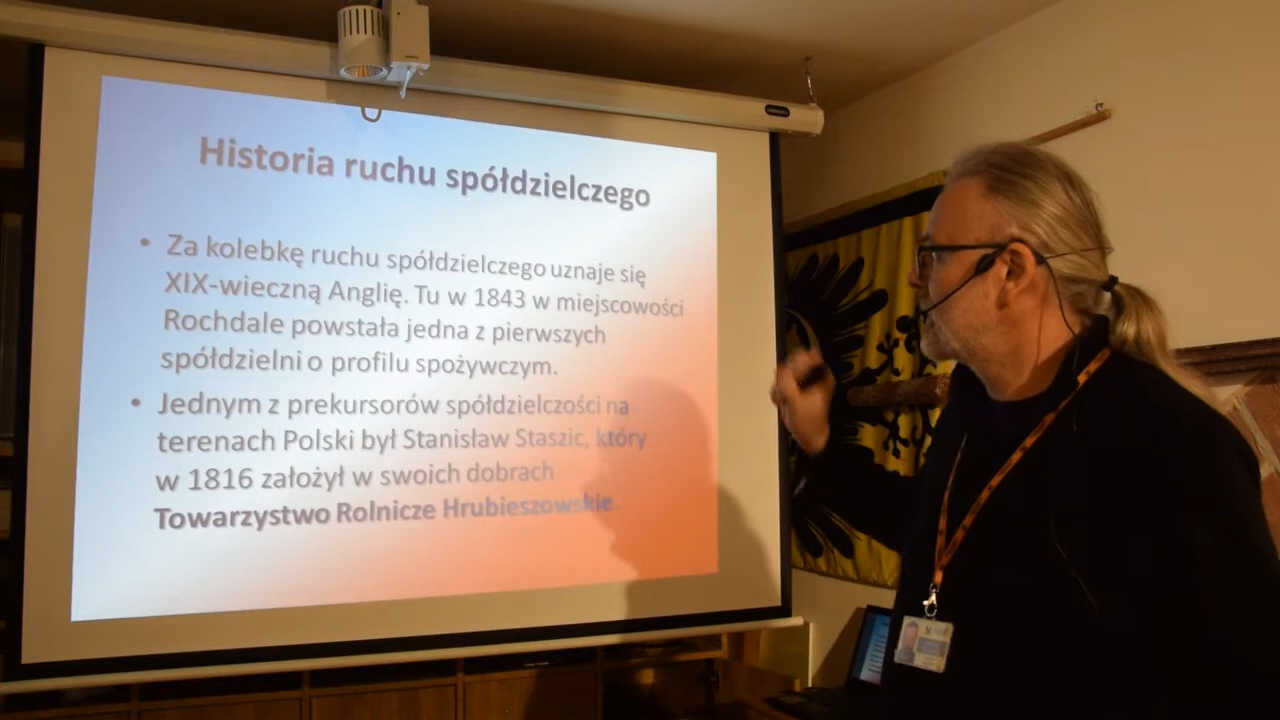 Historia ruchu spółdzielczego
• Za kolebkę ruchu spółdzielczego uznaje się
XIX-wieczną Anglię. Tu w 1843 w miejscowości
Rochdale powstała jedna z pierwszych
spółdzielni o profilu spożywczym.
• Jednym z prekursorów spółdzielczości na
terenach Polski był Stanisław Staszic, który
w 1816 założył w swoich dobrach
Towarzystwo Rolnicze Hrubieszowskie.